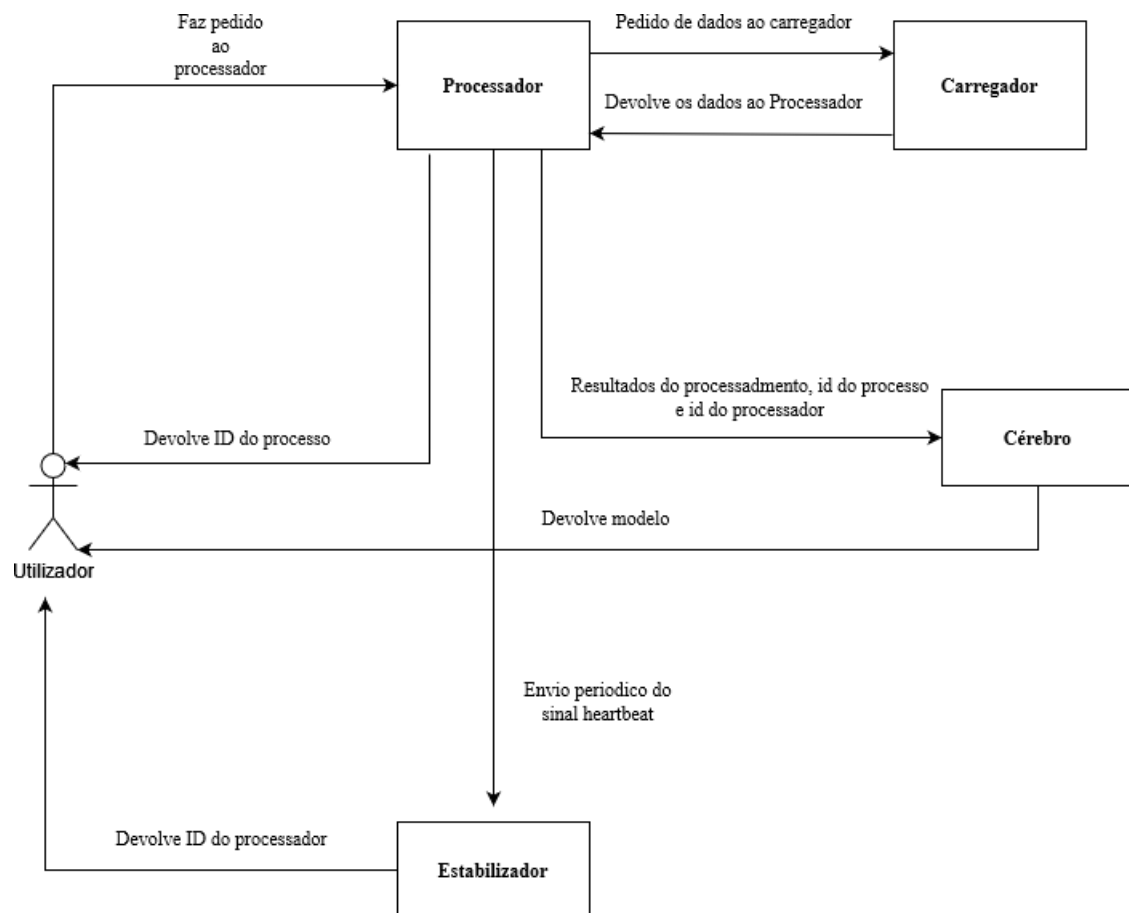 Faz pedido
ao
processador
Pedido de dados ao carregador
Processador
Carregador
Devolve os dados ao Processador
Resultados do processadmento, id do processo
e id do processador
Devolve ID do processo
Cérebro
Devolve modelo
Utilizador
Envio periodico do
sinal heartbeat
Devolve ID do processador
Estabilizador